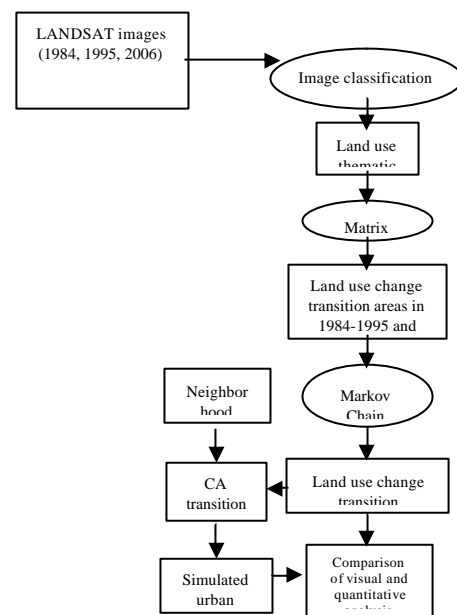 LANDSAT images
(1984, 1995, 2006)
Image classification
Land use
thematic
Matrix
Land use change
transition areas in
1984-1995 and
Markov
Chain
Neighbor
hood
Land use change
transition
CA
transition
Simulated
urban
Comparison
of visual and
quantitative
analysis